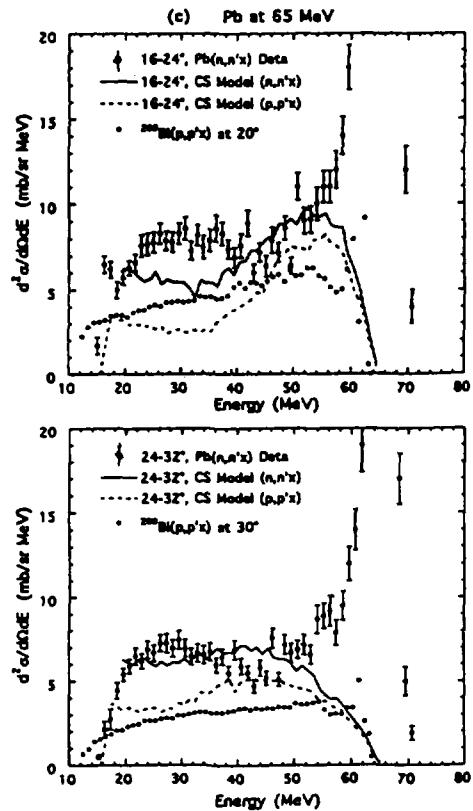 (c) Pb at 65 MeV
20
15
10
5
0
d²σ/dΩdE (mb/sr MeV)
16-24°, Pb(n,n'x) Data
16-24°, CS Model (n,n'x)
16-24°, CS Model (p,p'x)
²⁰⁹Bi(p,p'x) at 20°
10 20 30 40 50 60 70 80
Energy (MeV)
20
15
10
5
0
d²σ/dΩdE (mb/sr MeV)
24-32°, Pb(n,n'x) Data
24-32°, CS Model (n,n'x)
24-32°, CS Model (p,p'x)
²⁰⁹Bi(p,p'x) at 30°
10 20 30 40 50 60 70 80
Energy (MeV)